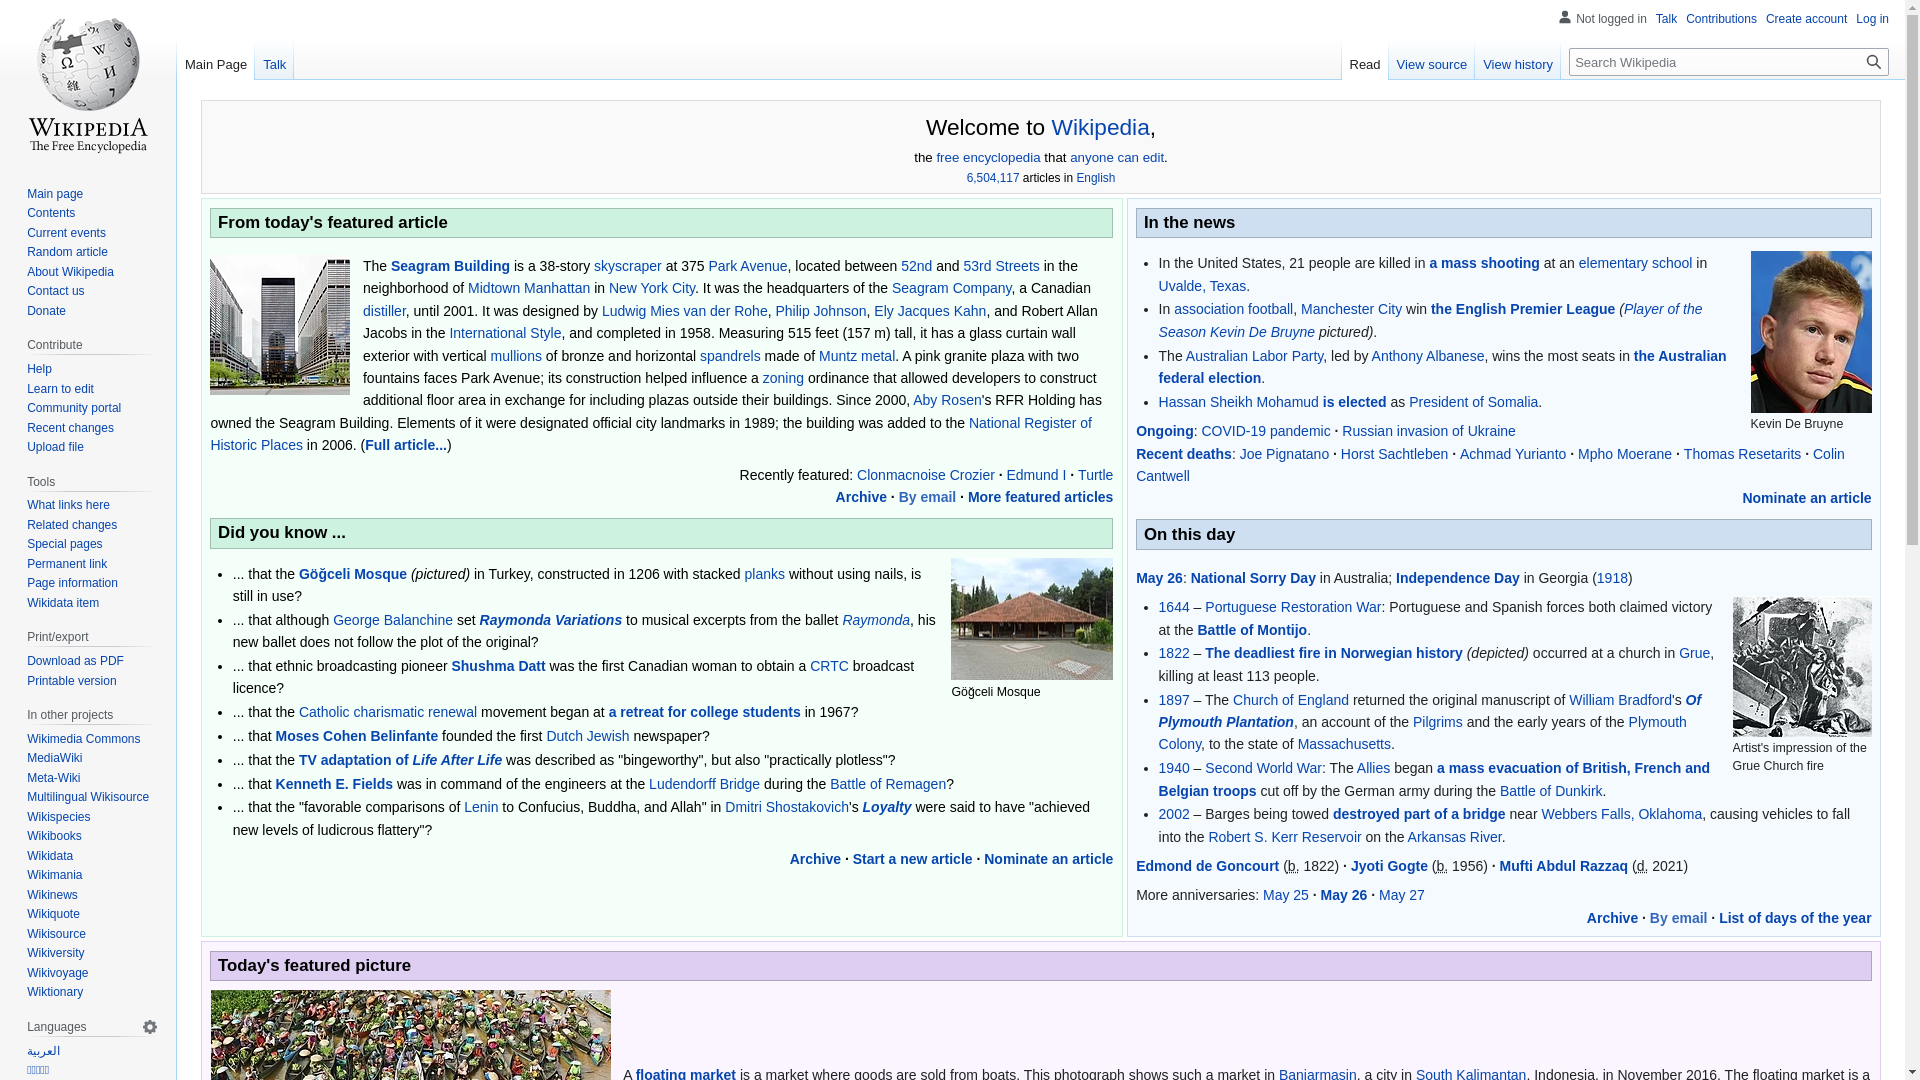 WIKIPEDIA
The Free Encyclopedia
Not logged in Talk Contributions Create account Log in
Main Page Talk Read View source View history Search Wikipedia
Main page
Contents
Current events
Random article
About Wikipedia
Contact us
Donate
Contribute
Help
Learn to edit
Community portal
Recent changes
Upload file
Tools
What links here
Related changes
Special pages
Permanent link
Page information
Wikidata item
Print/export
Download as PDF
Printable version
In other projects
Wikimedia Commons
MediaWiki
Meta-Wiki
Multilingual Wikisource
Wikispecies
Wikibooks
Wikidata
Wikimania
Wikinews
Wikiquote
Wikisource
Wikiversity
Wikivoyage
Wiktionary
Languages
العربية
Welcome to Wikipedia,
the free encyclopedia that anyone can edit.
6,504,117 articles in English
From today's featured article
The Seagram Building is a 38-story skyscraper at 375 Park Avenue, located between 52nd and 53rd Streets in the
neighborhood of Midtown Manhattan in New York City. It was the headquarters of the Seagram Company, a Canadian
distiller, until 2001. It was designed by Ludwig Mies van der Rohe, Philip Johnson, Ely Jacques Kahn, and Robert Allan
Jacobs in the International Style, and completed in 1958. Measuring 515 feet (157 m) tall, it has a glass curtain wall
exterior with vertical mullions of bronze and horizontal spandrels made of Muntz metal. A pink granite plaza with two
fountains faces Park Avenue; its construction helped influence a zoning ordinance that allowed developers to construct
additional floor area in exchange for including plazas outside their buildings. Since 2000, Aby Rosen's RFR Holding has
owned the Seagram Building. Elements of it were designated official city landmarks in 1989; the building was added to the National Register of
Historic Places in 2006. (Full article...)
Recently featured: Clonmacnoise Crozier · Edmund I · Turtle
Archive · By email · More featured articles
Did you know ...
... that the Göğceli Mosque (pictured) in Turkey, constructed in 1206 with stacked planks without using nails, is
still in use?
... that although George Balanchine set Raymonda Variations to musical excerpts from the ballet Raymonda, his
new ballet does not follow the plot of the original?
... that ethnic broadcasting pioneer Shushma Datt was the first Canadian woman to obtain a CRTC broadcast
licence?
... that the Catholic charismatic renewal movement began at a retreat for college students in 1967?
... that Moses Cohen Belinfante founded the first Dutch Jewish newspaper?
... that the TV adaptation of Life After Life was described as "bingeworthy", but also "practically plotless"?
... that Kenneth E. Fields was in command of the engineers at the Ludendorff Bridge during the Battle of Remagen?
... that the "favorable comparisons of Lenin to Confucius, Buddha, and Allah" in Dmitri Shostakovich's Loyalty were said to have "achieved
new levels of ludicrous flattery"?
Göğceli Mosque
Archive · Start a new article · Nominate an article
In the news
In the United States, 21 people are killed in a mass shooting at an elementary school in
Uvalde, Texas.
In association football, Manchester City win the English Premier League (Player of the
Season Kevin De Bruyne pictured).
The Australian Labor Party, led by Anthony Albanese, wins the most seats in the Australian
federal election.
Hassan Sheikh Mohamud is elected as President of Somalia.
Kevin De Bruyne
Ongoing: COVID-19 pandemic · Russian invasion of Ukraine
Recent deaths: Joe Pignatano · Horst Sachtleben · Achmad Yurianto · Mpho Moerane · Thomas Resetarits · Colin
Cantwell
Nominate an article
On this day
May 26: National Sorry Day in Australia; Independence Day in Georgia (1918)
1644 – Portuguese Restoration War: Portuguese and Spanish forces both claimed victory
at the Battle of Montijo.
1822 – The deadliest fire in Norwegian history (depicted) occurred at a church in Grue,
killing at least 113 people.
1897 – The Church of England returned the original manuscript of William Bradford's Of
Plymouth Plantation, an account of the Pilgrims and the early years of the Plymouth
Colony, to the state of Massachusetts.
Artist's impression of the
Grue Church fire
1940 – Second World War: The Allies began a mass evacuation of British, French and
Belgian troops cut off by the German army during the Battle of Dunkirk.
2002 – Barges being towed destroyed part of a bridge near Webbers Falls, Oklahoma, causing vehicles to fall
into the Robert S. Kerr Reservoir on the Arkansas River.
Edmond de Goncourt (b. 1822) · Jyoti Gogte (b. 1956) · Mufti Abdul Razzaq (d. 2021)
More anniversaries: May 25 · May 26 · May 27
Archive · By email · List of days of the year
Today's featured picture
A floating market is a market where goods are sold from boats. This photograph shows such a market in Banjarmasin, a city in South Kalimantan, Indonesia, in November 2016. The floating market is a